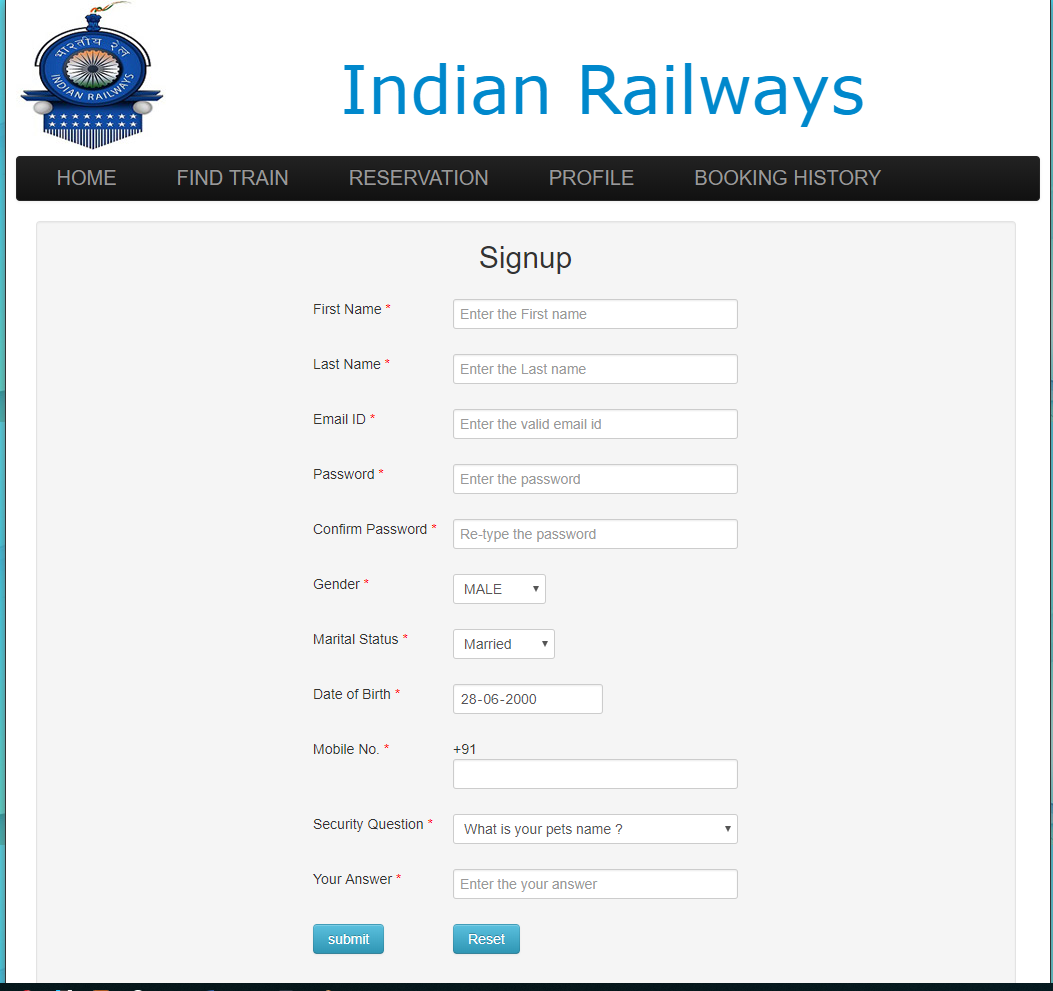 भारतीय रेल
INDIAN RAILWAYS
Indian Railways
HOME FIND TRAIN RESERVATION PROFILE BOOKING HISTORY
Signup
First Name * Enter the First name
Last Name * Enter the Last name
Email ID * Enter the valid email id
Password * Enter the password
Confirm Password * Re-type the password
Gender * MALE
Marital Status * Married
Date of Birth * 28-06-2000
Mobile No. * +91
Security Question * What is your pets name ?
Your Answer * Enter the your answer
submit Reset